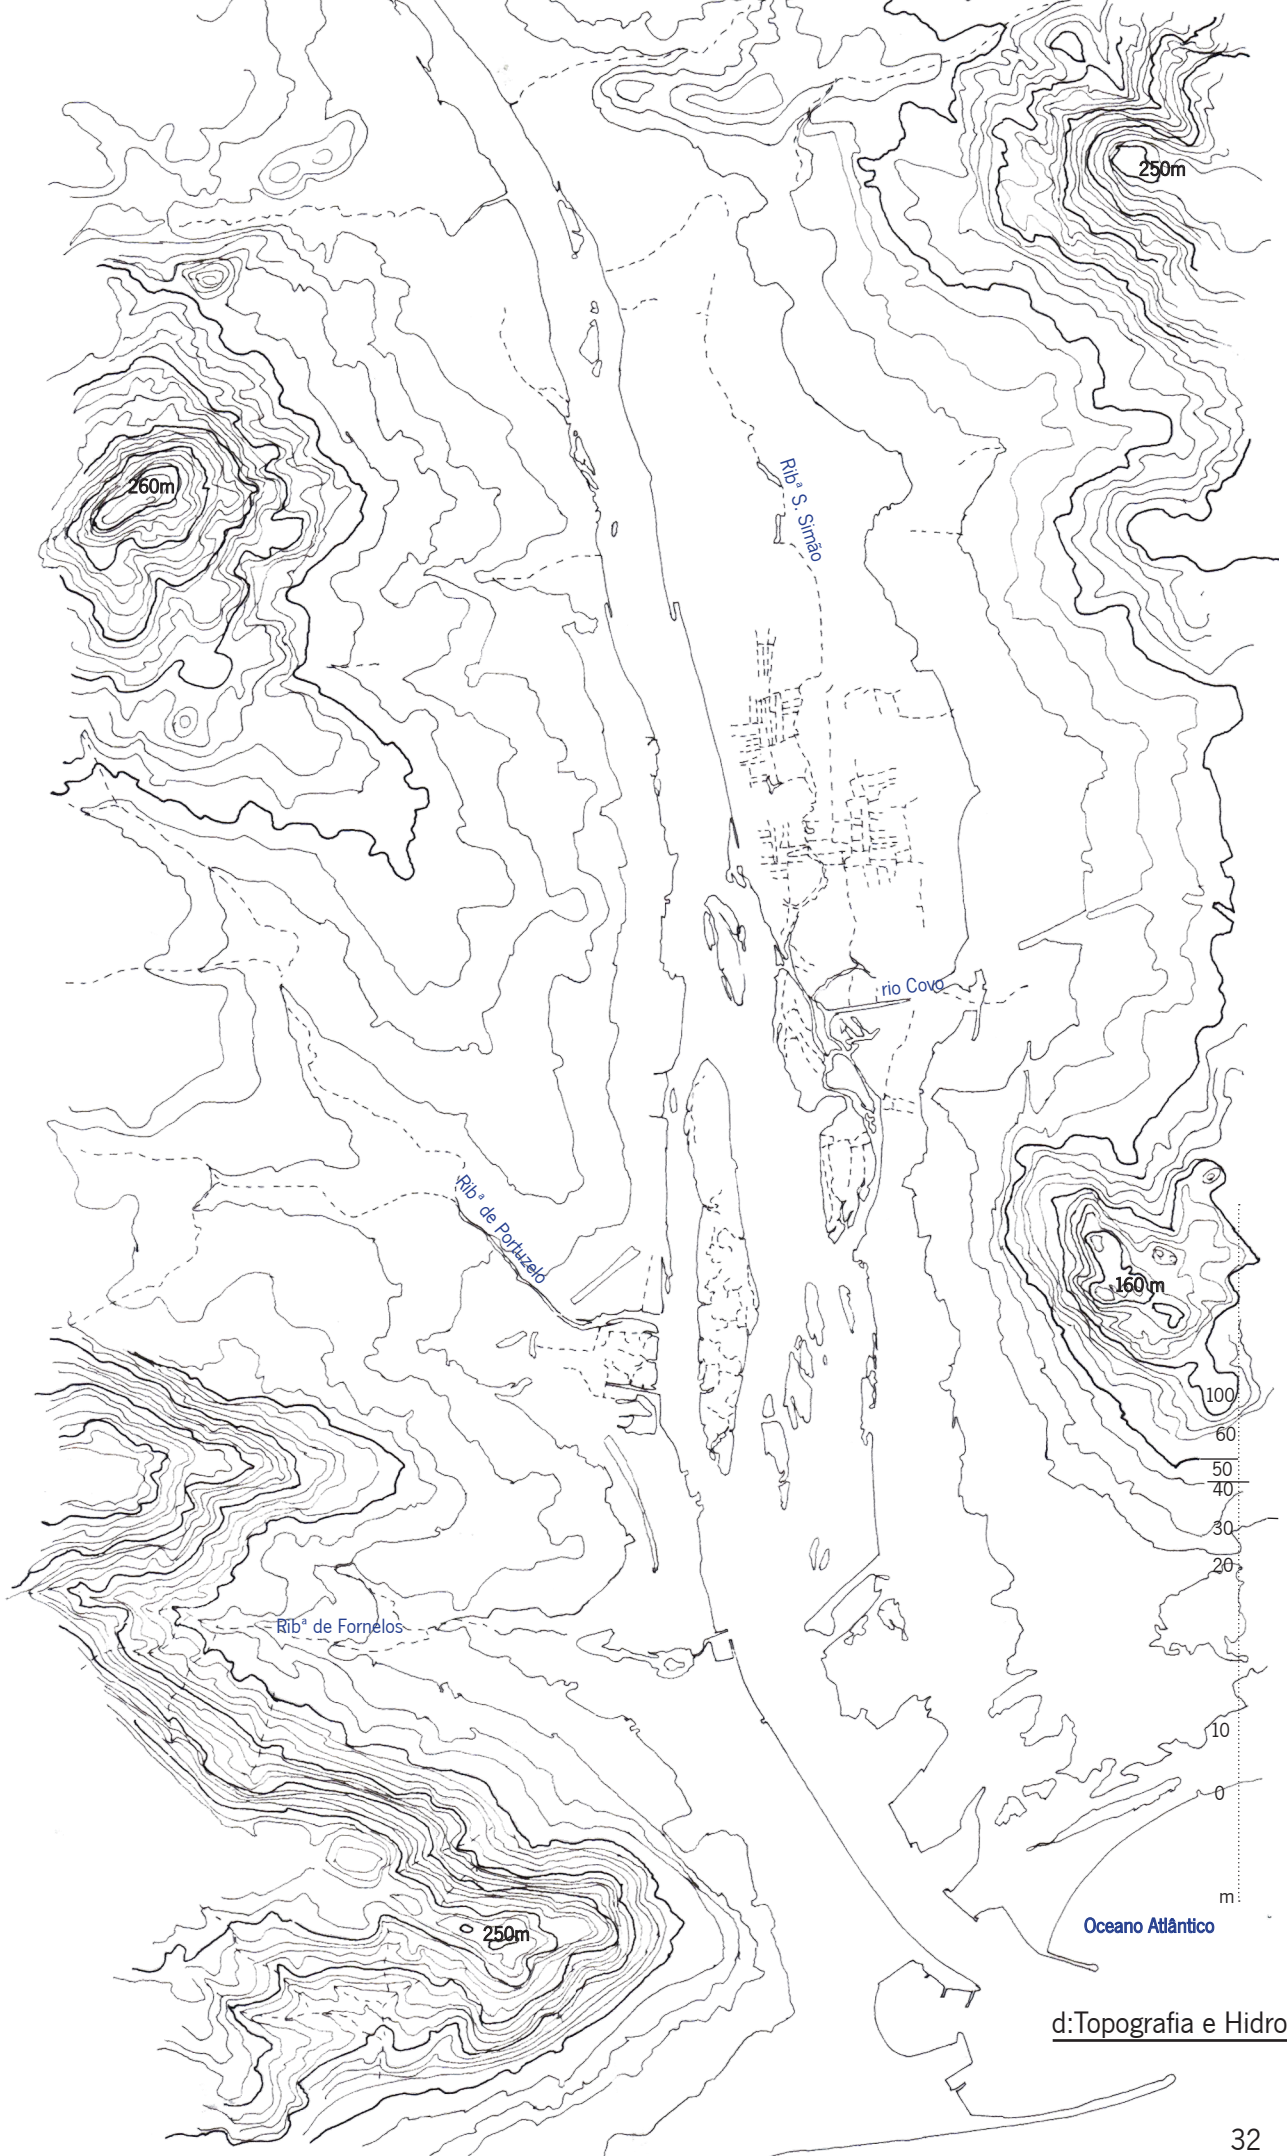 250m
260m
Ribª S. Simão
rio Covo
Ribª de Portuzelo
160 m
100
60
50
40
30
20
Ribª de Fornelos
10
0
m
Oceano Atlântico
250m
d:Topografia e Hidro
32